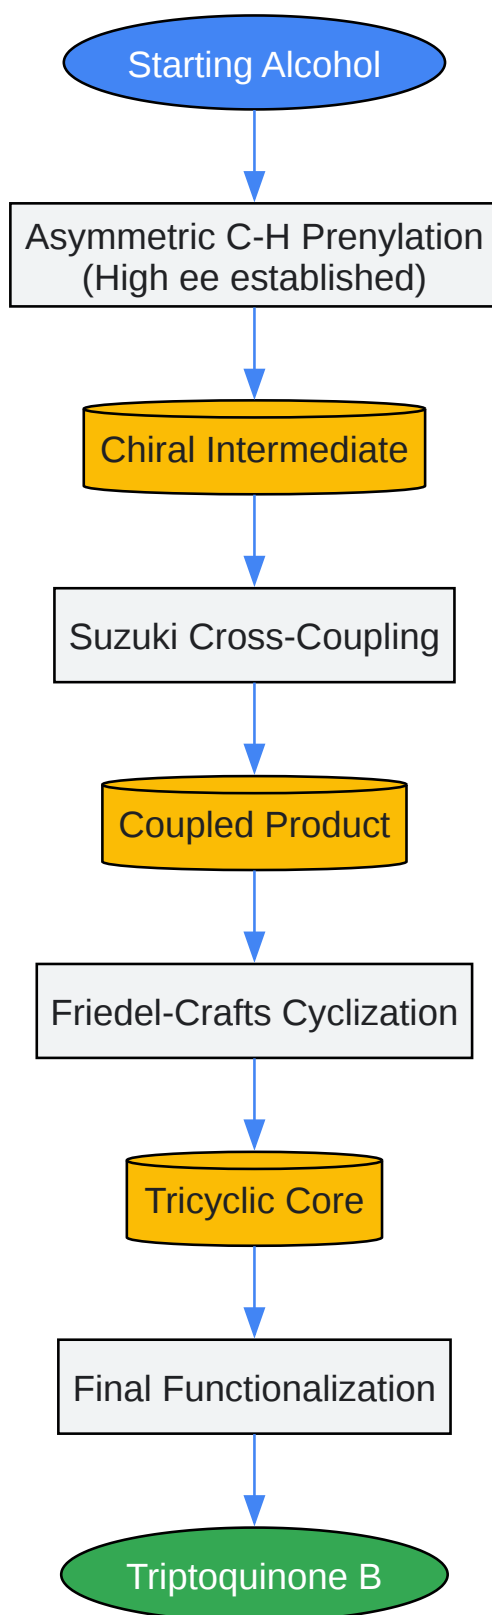 Starting Alcohol
Asymmetric C-H Prenylation
(High ee established)
Chiral Intermediate
Suzuki Cross-Coupling
Coupled Product
Friedel-Crafts Cyclization
Tricyclic Core
Final Functionalization
Triptoquinone B